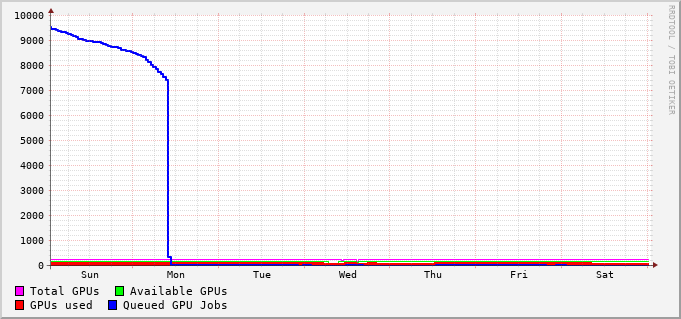 RRDTOOL / TOBI OETIKER
10000
9000
8000
7000
6000
5000
4000
3000
2000
1000
0
Sun Mon Tue Wed Thu Fri Sat
Total GPUs Available GPUs
GPUs used Queued GPU Jobs